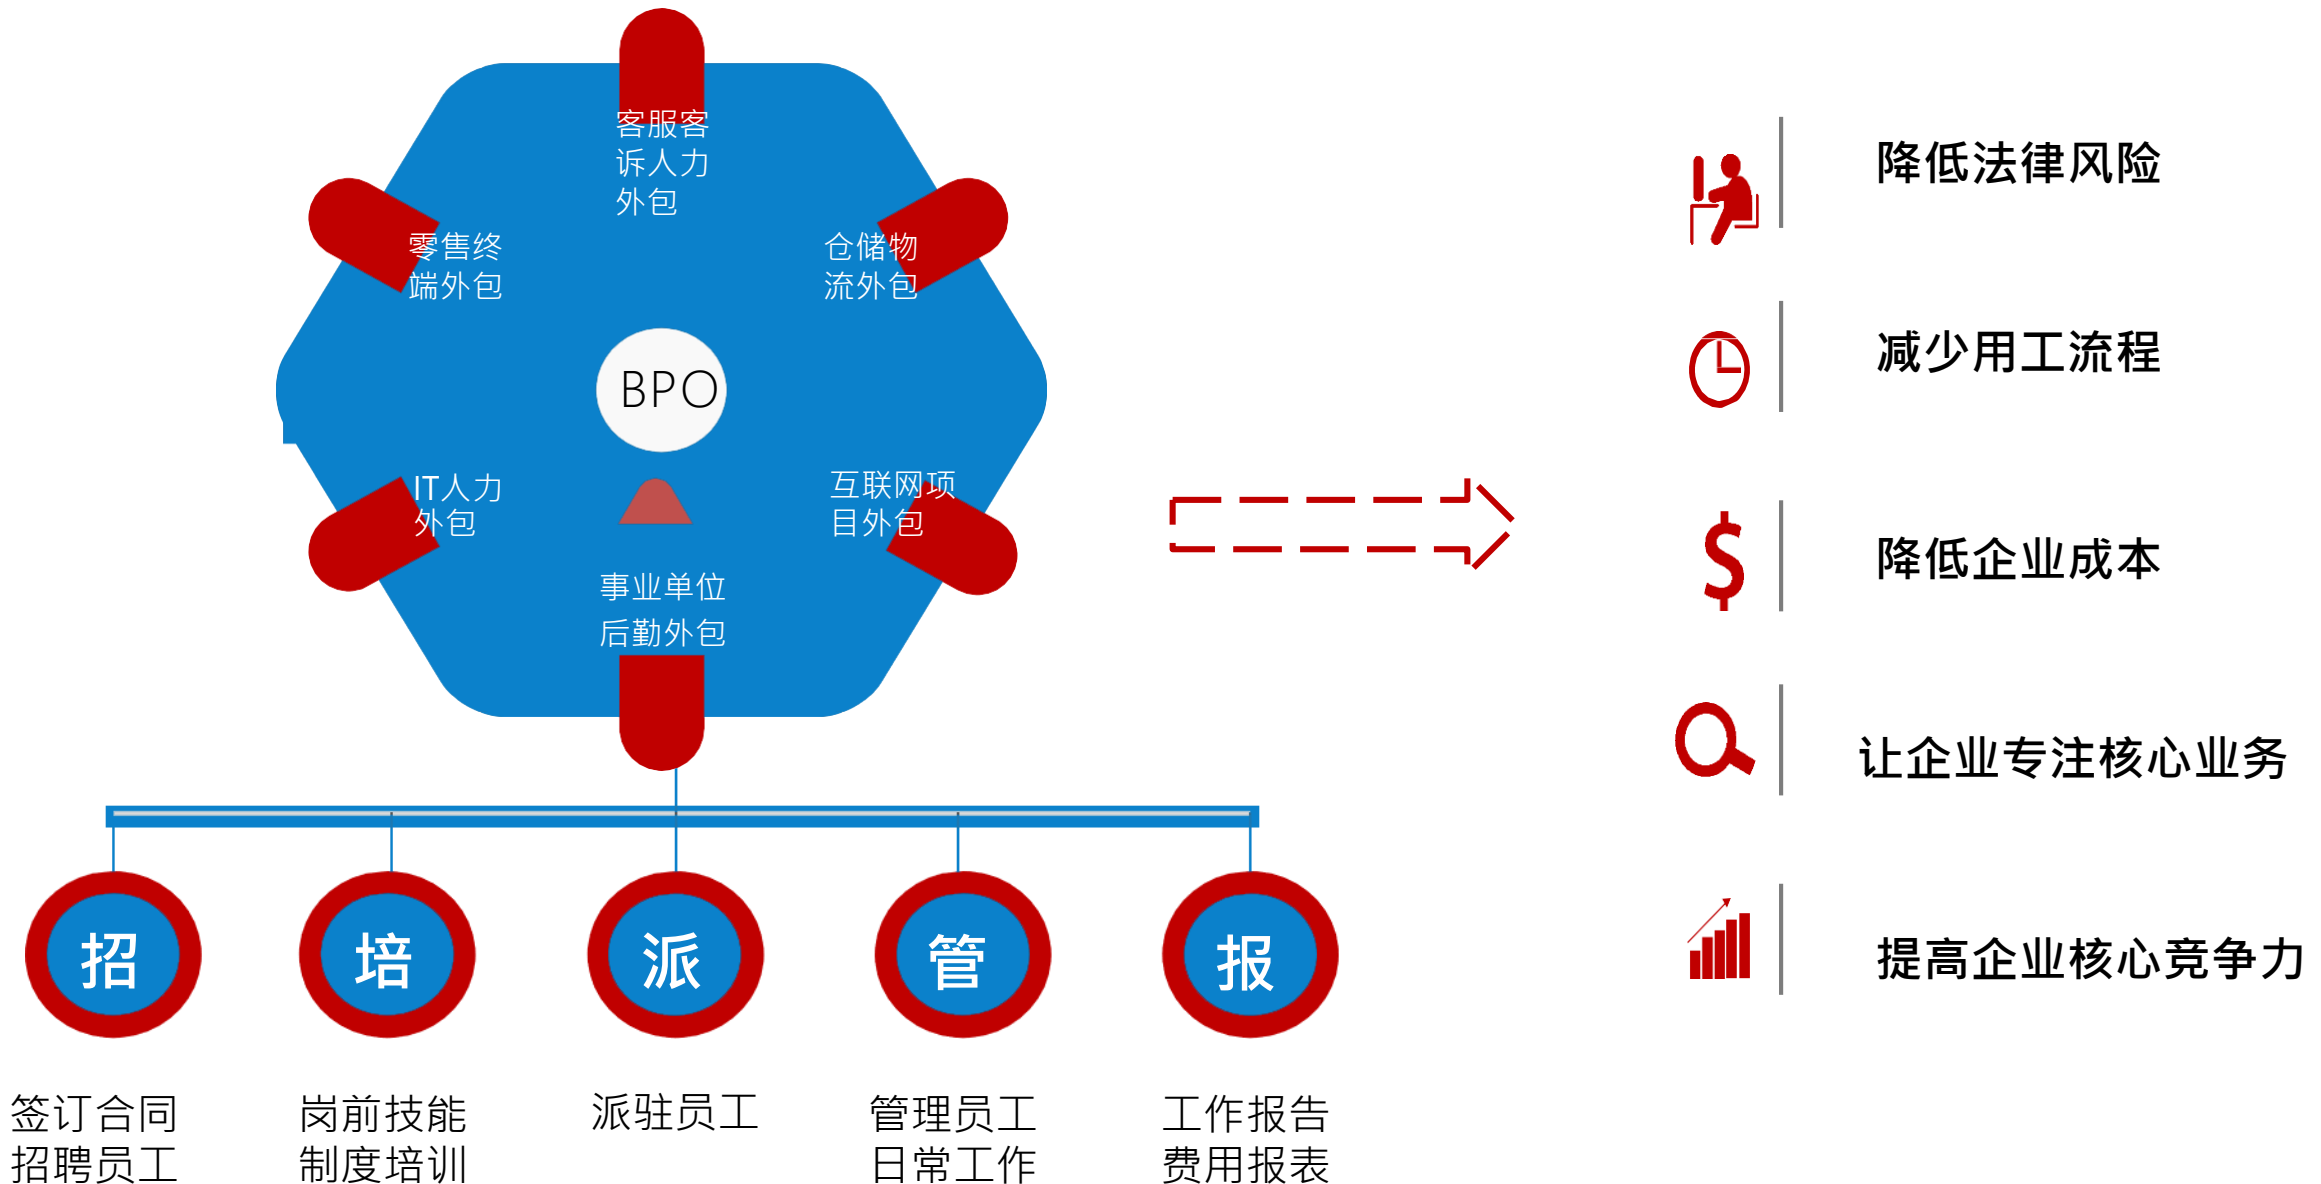 客服客
诉人力
外包
零售终
端外包
仓储物
流外包
BPO
IT人力
外包
互联网项
目外包
事业单位
后勤外包
招
培
派
管
报
签订合同
招聘员工
岗前技能
制度培训
派驻员工
管理员工
日常工作
工作报告
费用报表
降低法律风险
减少用工流程
降低企业成本
让企业专注核心业务
提高企业核心竞争力